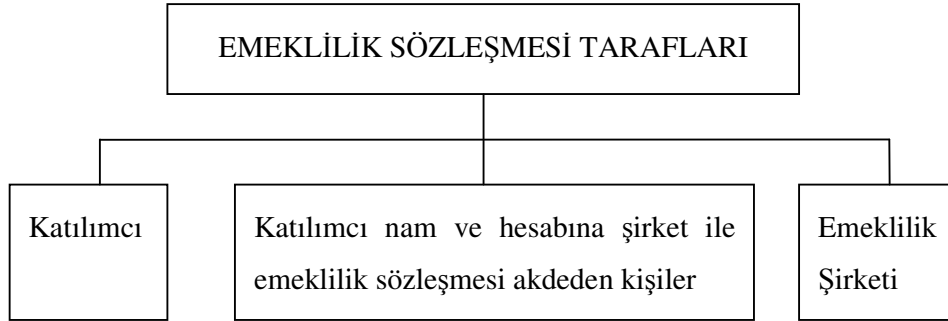 EMEKLİLİK SÖZLEŞMESİ TARAFLARI
Katılımcı
Katılımcı nam ve hesabına şirket ile
emeklilik sözleşmesi akdeden kişiler
Emeklilik
Şirketi